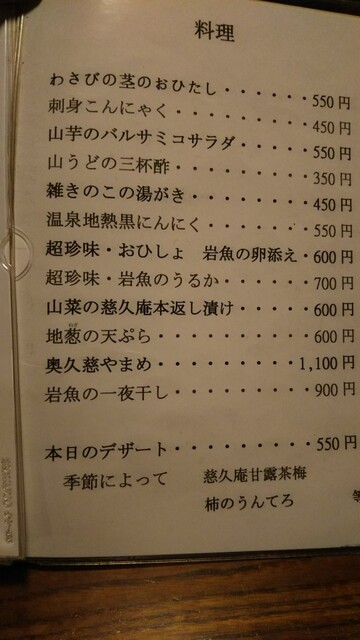 料理
わさびの茎のおひたし・・・・・・550円
刺身こんにゃく・・・・・・・・・450円
山芋のバルサミコサラダ・・・・・550円
山うどの三杯酢・・・・・・・・・350円
雑きのこの湯がき・・・・・・・・450円
温泉地熱黒にんにく・・・・・・・550円
超珍味・おひしょ 岩魚の卵添え・600円
超珍味・岩魚のうるか・・・・・・700円
山菜の慈久庵本返し漬け・・・・・600円
地葱の天ぷら・・・・・・・・・・600円
奥久慈やまめ・・・・・・・・・1,100円
岩魚の一夜干し・・・・・・・・・900円
本日のデザート・・・・・・・・・550円
季節によって 慈久庵甘露茶梅
柿のうんてろ 等